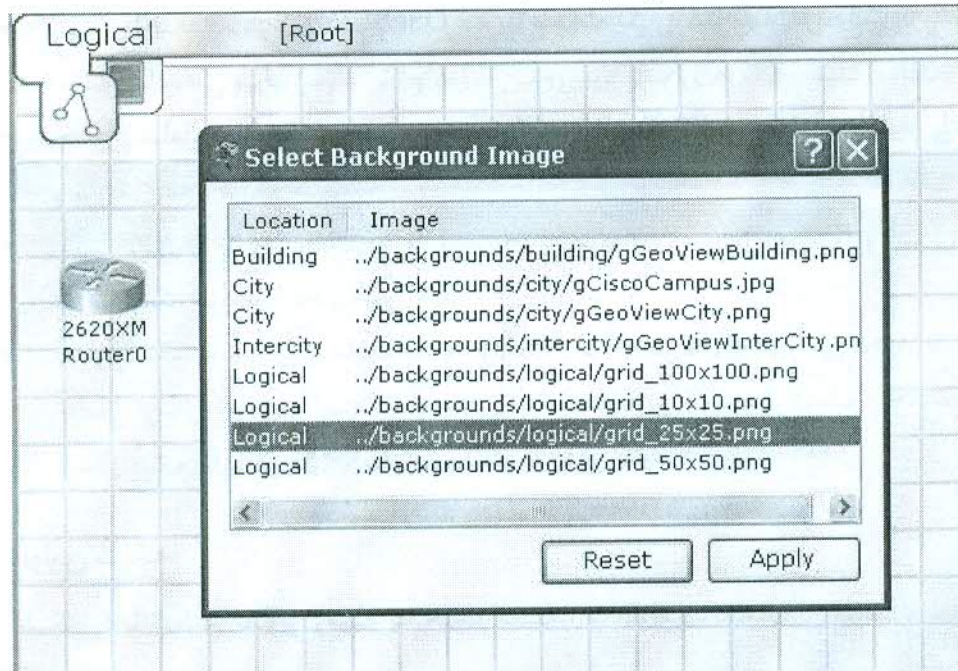 Logical [Root]
Select Background Image
Location Image
Building ../backgrounds/building/gGeoViewBuilding.png
City ../backgrounds/city/gCiscoCampus.jpg
City ../backgrounds/city/gGeoViewCity.png
Intercity ../backgrounds/intercity/gGeoViewInterCity.pn
Logical ../backgrounds/logical/grid_100x100.png
Logical ../backgrounds/logical/grid_10x10.png
Logical ../backgrounds/logical/grid_25x25.png
Logical ../backgrounds/logical/grid_50x50.png
Reset Apply
2620XM
Router0